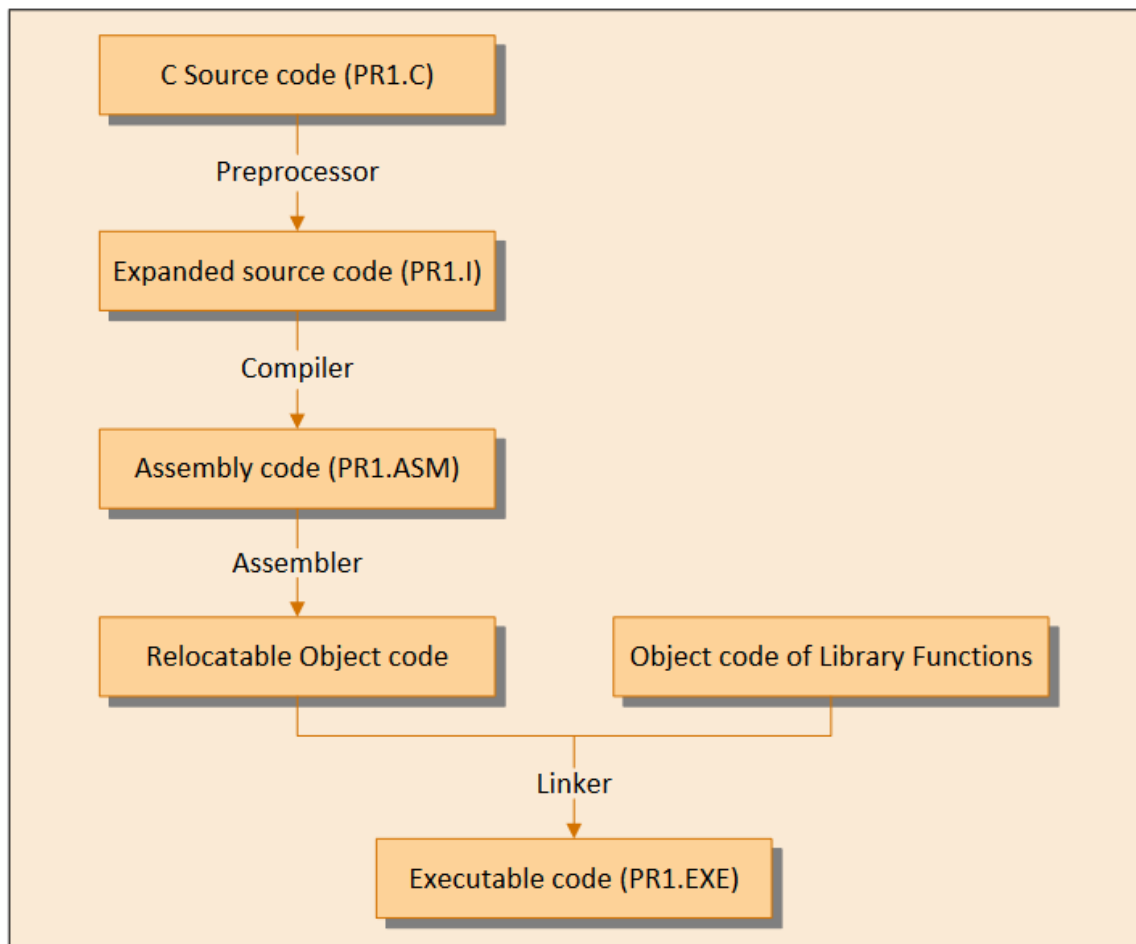 C Source code (PR1.C)
Preprocessor
Expanded source code (PR1.I)
Compiler
Assembly code (PR1.ASM)
Assembler
Relocatable Object code
Object code of Library Functions
Linker
Executable code (PR1.EXE)